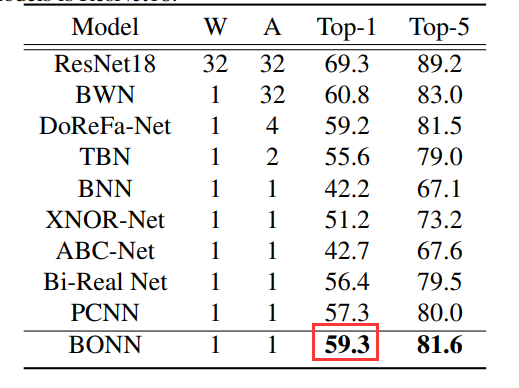 Model W A Top-1 Top-5
ResNet18 32 32 69.3 89.2
BWN 1 32 60.8 83.0
DoReFa-Net 1 4 59.2 81.5
TBN 1 2 55.6 79.0
BNN 1 1 42.2 67.1
XNOR-Net 1 1 51.2 73.2
ABC-Net 1 1 42.7 67.6
Bi-Real Net 1 1 56.4 79.5
PCNN 1 1 57.3 80.0
BONN 1 1 59.3 81.6